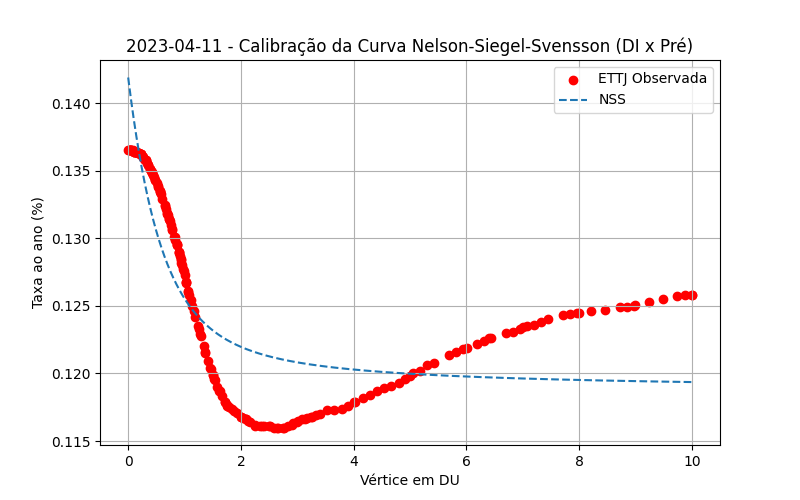 2023-04-11 - Calibração da Curva Nelson-Siegel-Svensson (DI x Pré)
ETTJ Observada
NSS
Taxa ao ano (%)
0.140
0.135
0.130
0.125
0.120
0.115
0 2 4 6 8 10
Vértice em DU